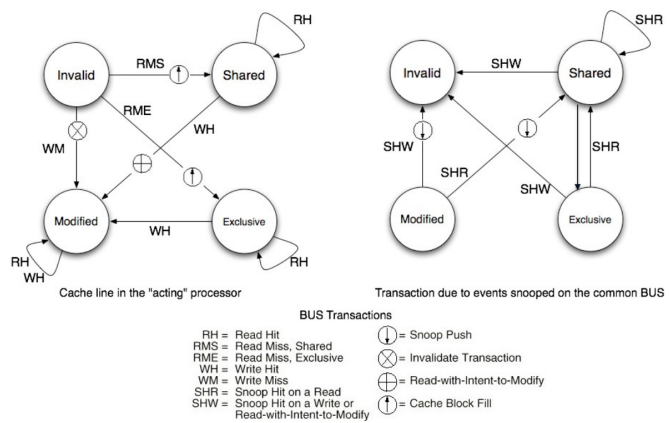 RH
Invalid
RMS
Shared
RME
WH
WM
Modified
WH
Exclusive
RH
WH
RH
Cache line in the "acting" processor
SHR
Invalid
SHW
Shared
SHW
SHR
SHW
SHR
Modified
Exclusive
Transaction due to events snooped on the common BUS
BUS Transactions
RH = Read Hit
RMS = Read Miss, Shared
RME = Read Miss, Exclusive
WH = Write Hit
WM = Write Miss
SHR = Snoop Hit on a Read
SHW = Snoop Hit on a Write or
Read-with-Intent-to-Modify
= Snoop Push
= Invalidate Transaction
= Read-with-Intent-to-Modify
= Cache Block Fill